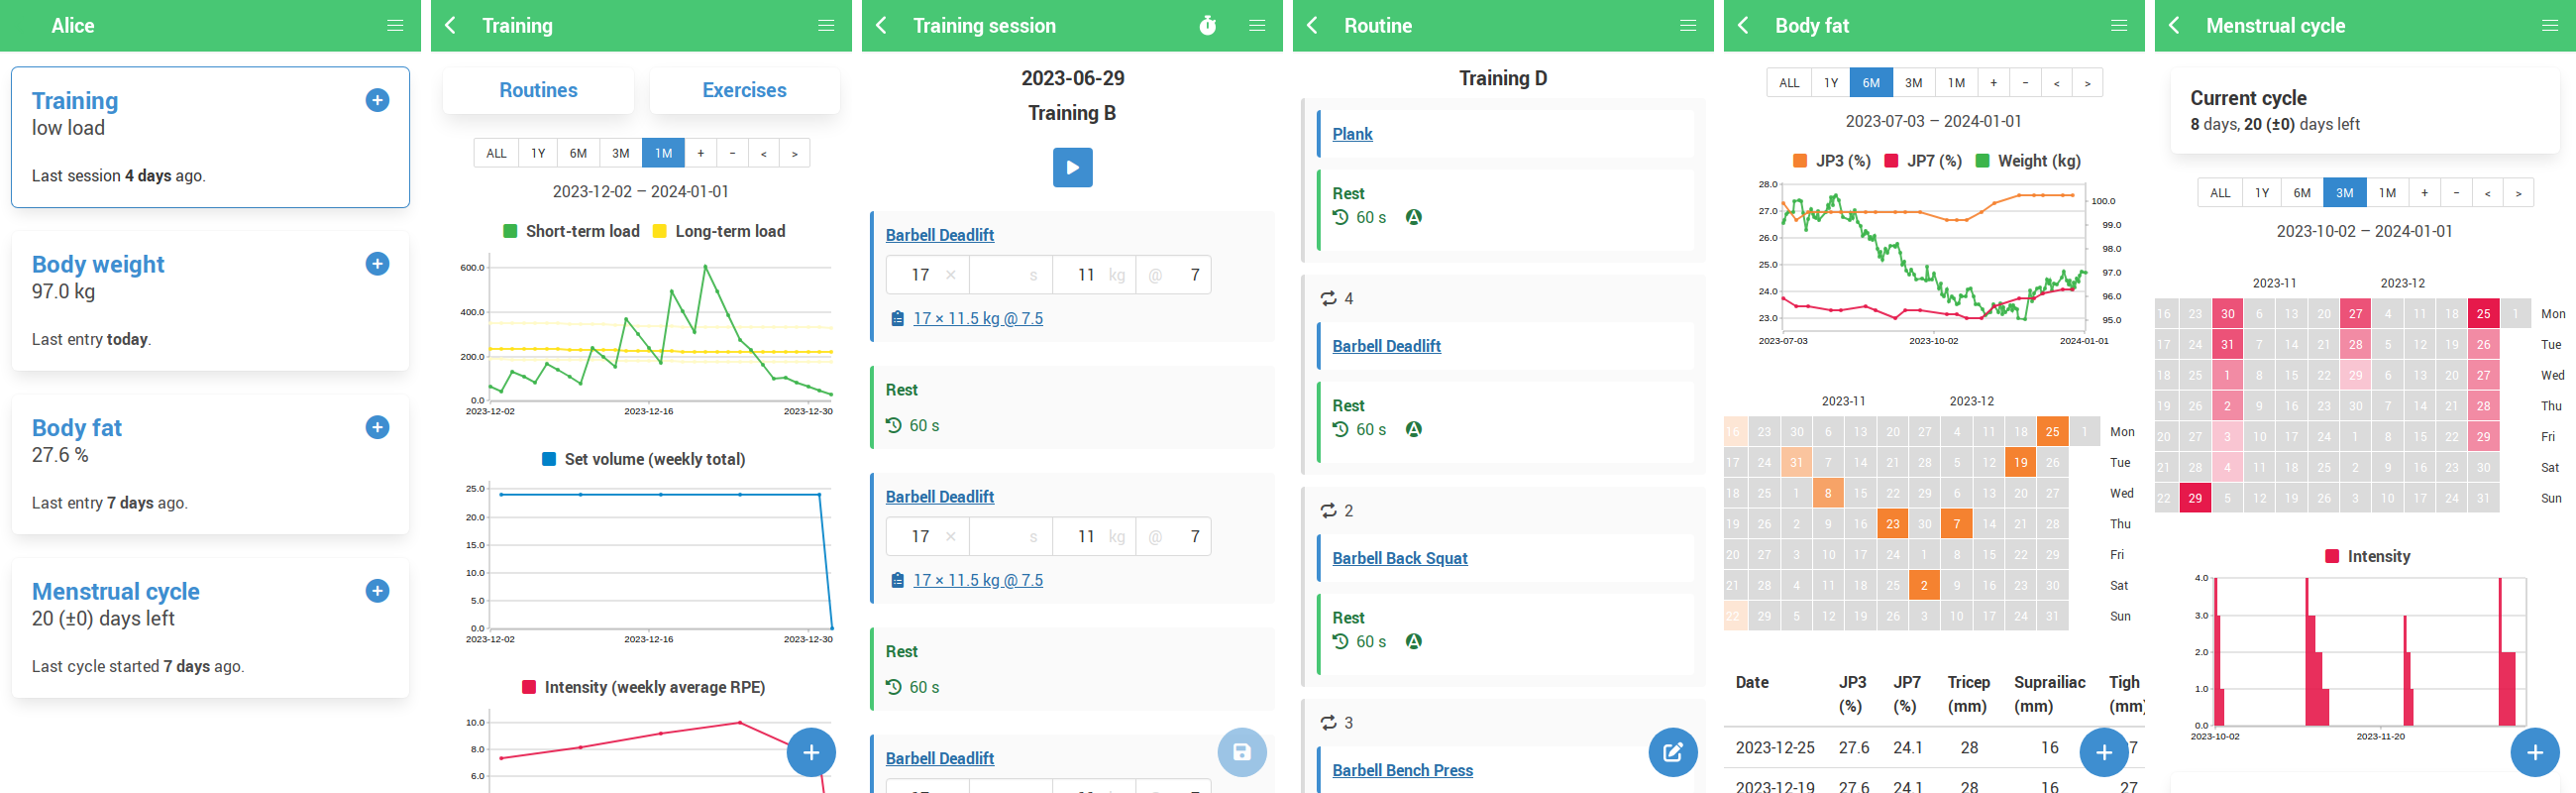 Alice
Training
low load
Last session 4 days ago.
Body weight
97.0 kg
Last entry today.
Body fat
27.6 %
Last entry 7 days ago.
Menstrual cycle
20 (±0) days left
Last cycle started 7 days ago.
Training
Routines Exercises
ALL 1Y 6M 3M 1M + − < >
2023-12-02 – 2024-01-01
Short-term load Long-term load
600.0
400.0
200.0
0.0
2023-12-02 2023-12-16 2023-12-30
Set volume (weekly total)
25.0
20.0
15.0
10.0
5.0
0.0
2023-12-02 2023-12-16 2023-12-30
Intensity (weekly average RPE)
10.0
8.0
6.0
+
Training session
2023-06-29
Training B
Barbell Deadlift
17 × s 11 kg @ 7
17 × 11.5 kg @ 7.5
Rest
60 s
Barbell Deadlift
17 × s 11 kg @ 7
17 × 11.5 kg @ 7.5
Rest
60 s
Barbell Deadlift
Routine
Training D
Plank
Rest
60 s A
4
Barbell Deadlift
Rest
60 s A
2
Barbell Back Squat
Rest
60 s A
3
Barbell Bench Press
Body fat
ALL 1Y 6M 3M 1M + − < >
2023-07-03 – 2024-01-01
JP3 (%) JP7 (%) Weight (kg)
28.0
27.0
26.0
25.0
24.0
23.0
100.0
99.0
98.0
97.0
96.0
95.0
2023-07-03 2023-10-02 2024-01-01
2023-11 2023-12
16 23 30 6 13 20 27 4 11 18 25 1 Mon
17 24 31 7 14 21 28 5 12 19 26 Tue
18 25 1 8 15 22 29 6 13 20 27 Wed
19 26 2 9 16 23 30 7 14 21 28 Thu
20 27 3 10 17 24 1 8 15 22 29 Fri
21 28 4 11 18 25 2 9 16 23 30 Sat
22 29 5 12 19 26 3 10 17 24 31 Sun
Date JP3 (%) JP7 (%) Tricep (mm) Suprailiac (mm) Tigh (mm)
2023-12-25 27.6 24.1 28 16 7
2023-12-19 27.6 24.1 28 16 27
Menstrual cycle
Current cycle
8 days, 20 (±0) days left
ALL 1Y 6M 3M 1M + − < >
2023-10-02 – 2024-01-01
2023-11 2023-12
16 23 30 6 13 20 27 4 11 18 25 1 Mon
17 24 31 7 14 21 28 5 12 19 26 Tue
18 25 1 8 15 22 29 6 13 20 27 Wed
19 26 2 9 16 23 30 7 14 21 28 Thu
20 27 3 10 17 24 1 8 15 22 29 Fri
21 28 4 11 18 25 2 9 16 23 30 Sat
22 29 5 12 19 26 3 10 17 24 31 Sun
Intensity
4.0
3.0
2.0
1.0
0.0
2023-10-02 2023-11-20